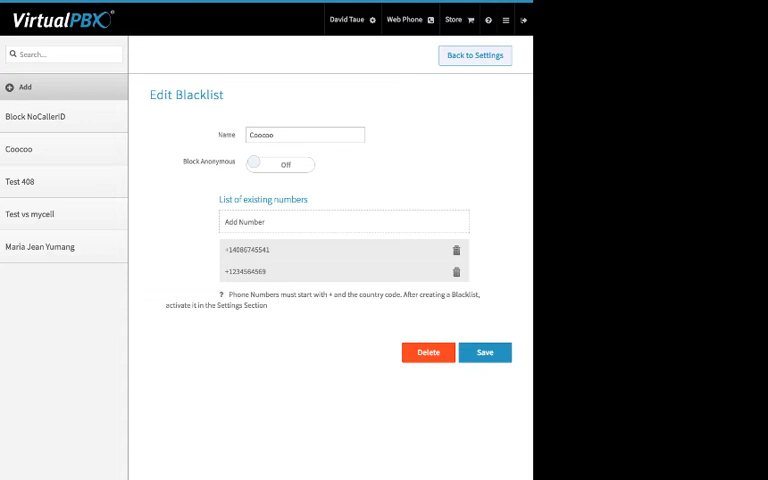 VirtualPBX
David Taue
Web Phone
Store
Search...
Back to Settings
Add
Block NoCallerID
Coocoo
Test 408
Test vs mycell
Maria Jean Yumang
Edit Blacklist
Name
Coocoo
Block Anonymous
Off
List of existing numbers
Add Number
+14086745541
+1234564569
? Phone Numbers must start with + and the country code. After creating a Blacklist,
activate it in the Settings Section
Delete
Save